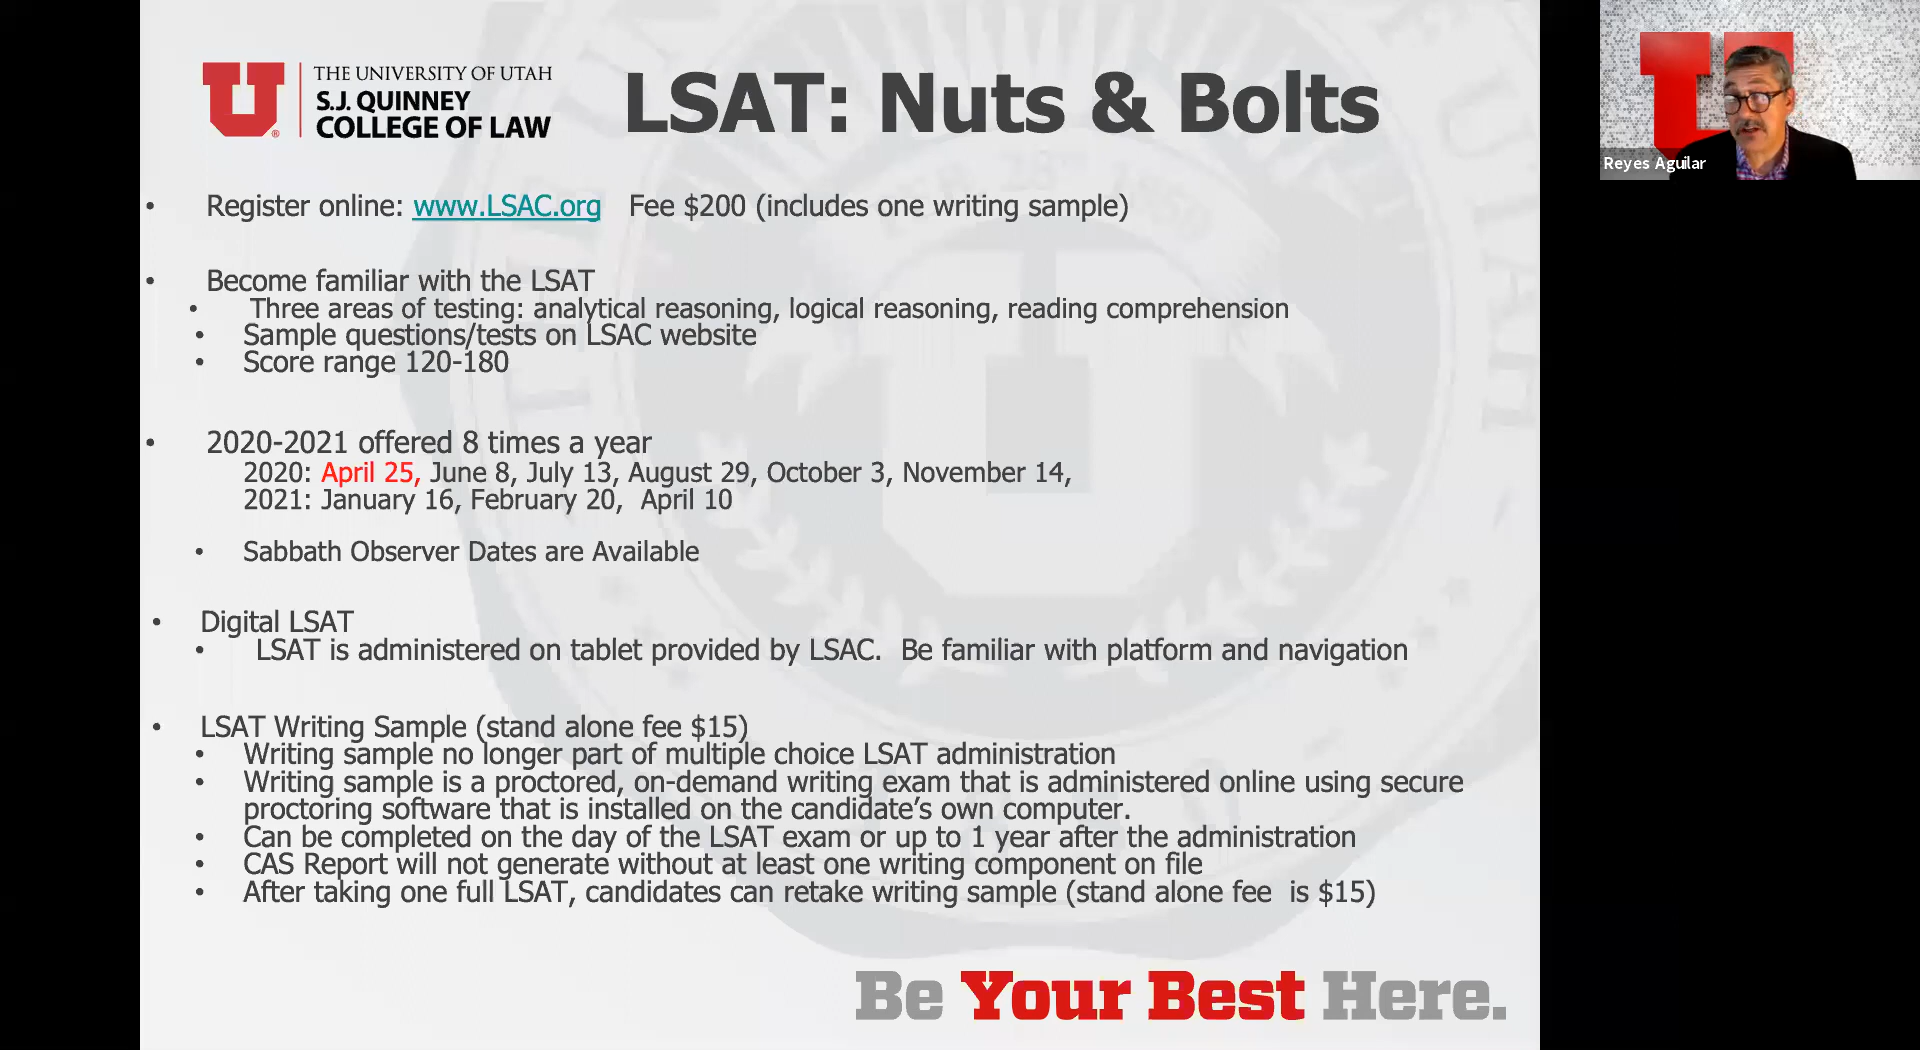 THE UNIVERSITY OF UTAH
S.J. QUINNEY
COLLEGE OF LAW
LSAT: Nuts & Bolts
Reyes Aguilar
• Register online: www.LSAC.org Fee $200 (includes one writing sample)
• Become familiar with the LSAT
• Three areas of testing: analytical reasoning, logical reasoning, reading comprehension
• Sample questions/tests on LSAC website
• Score range 120-180
• 2020-2021 offered 8 times a year
2020: April 25, June 8, July 13, August 29, October 3, November 14,
2021: January 16, February 20, April 10
• Sabbath Observer Dates are Available
• Digital LSAT
• LSAT is administered on tablet provided by LSAC. Be familiar with platform and navigation
• LSAT Writing Sample (stand alone fee $15)
• Writing sample no longer part of multiple choice LSAT administration
• Writing sample is a proctored, on-demand writing exam that is administered online using secure
proctoring software that is installed on the candidate’s own computer.
• Can be completed on the day of the LSAT exam or up to 1 year after the administration
• CAS Report will not generate without at least one writing component on file
• After taking one full LSAT, candidates can retake writing sample (stand alone fee is $15)
Be Your Best Here.